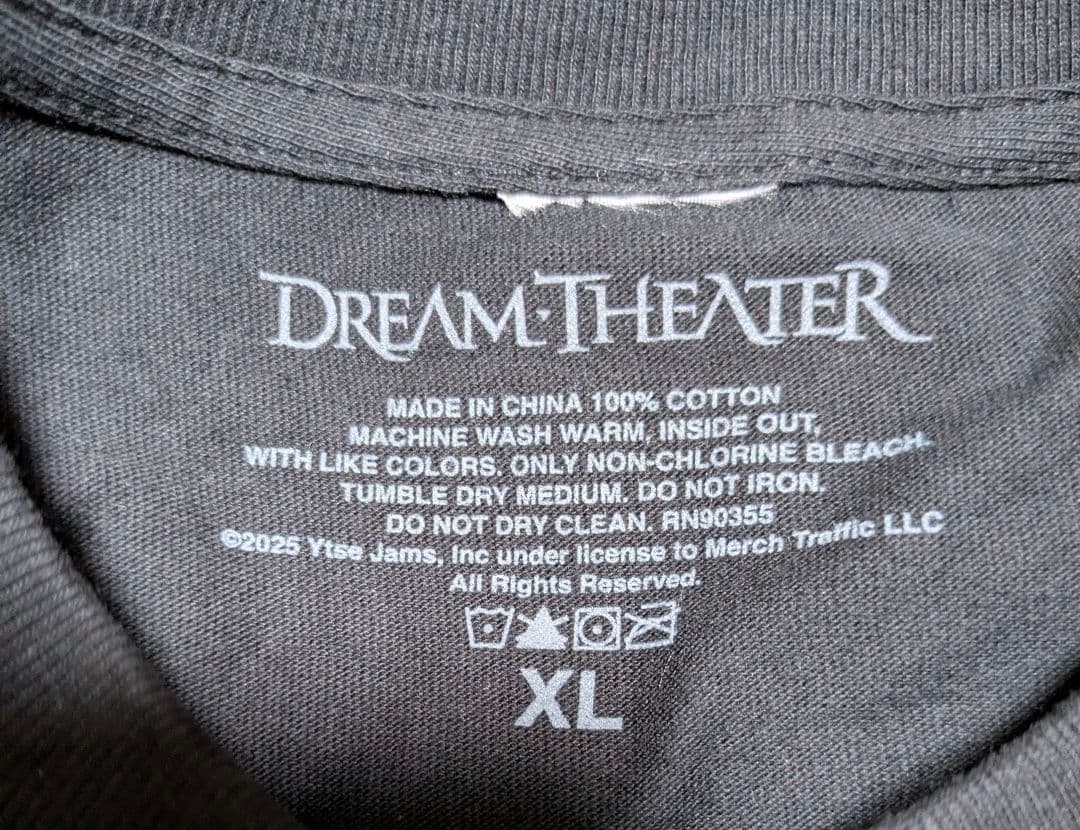 DREAM·THEATER
MADE IN CHINA 100% COTTON
MACHINE WASH WARM, INSIDE OUT,
WITH LIKE COLORS. ONLY NON-CHLORINE BLEACH.
TUMBLE DRY MEDIUM. DO NOT IRON.
DO NOT DRY CLEAN. RN90355
©2025 Ytse Jams, Inc under license to Merch Traffic LLC
All Rights Reserved.
XL